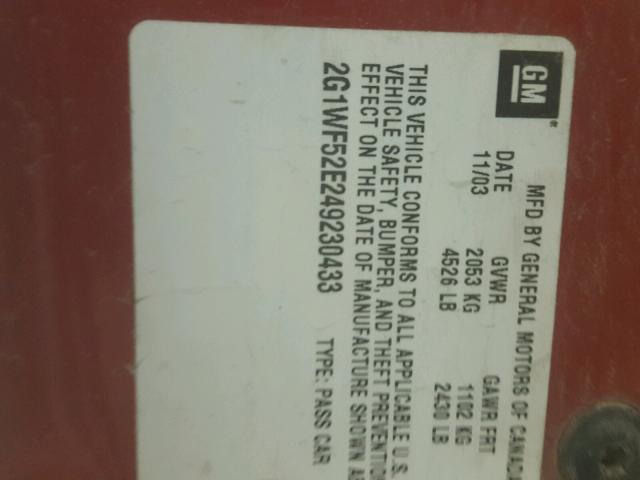 GM
MFD BY GENERAL MOTORS OF CANADA
DATE GVWR GAWR FRT
11/03 2053 KG 1102 KG
4526 LB 2430 LB
THIS VEHICLE CONFORMS TO ALL APPLICABLE U.S.
VEHICLE SAFETY, BUMPER, AND THEFT PREVENTIO
EFFECT ON THE DATE OF MANUFACTURE SHOWN A
2G1WF52E249230433 TYPE: PASS CAR